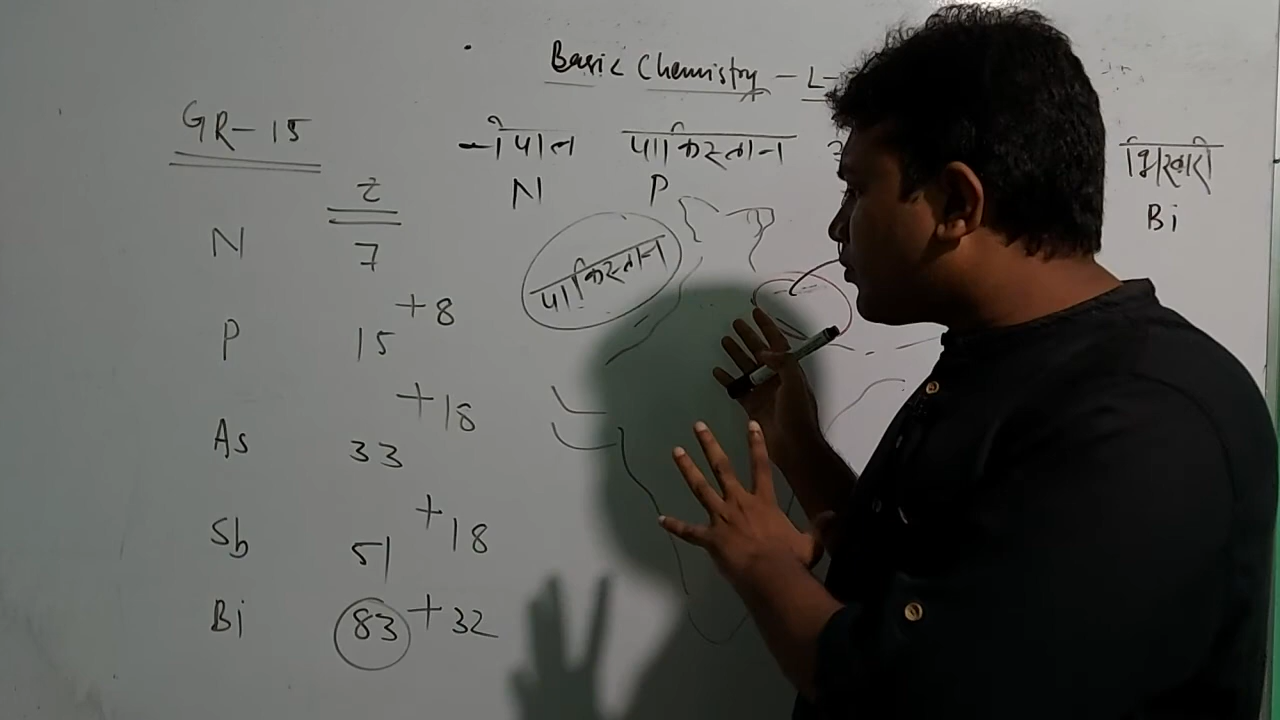 Basic Chemistry - L-
GR-15
नेपाल पाकिस्तान भिखारी
N P Bi
Z
पाकिस्तान
N 7
+8
P 15
+18
As 33
+18
Sb 51
Bi 83 +32